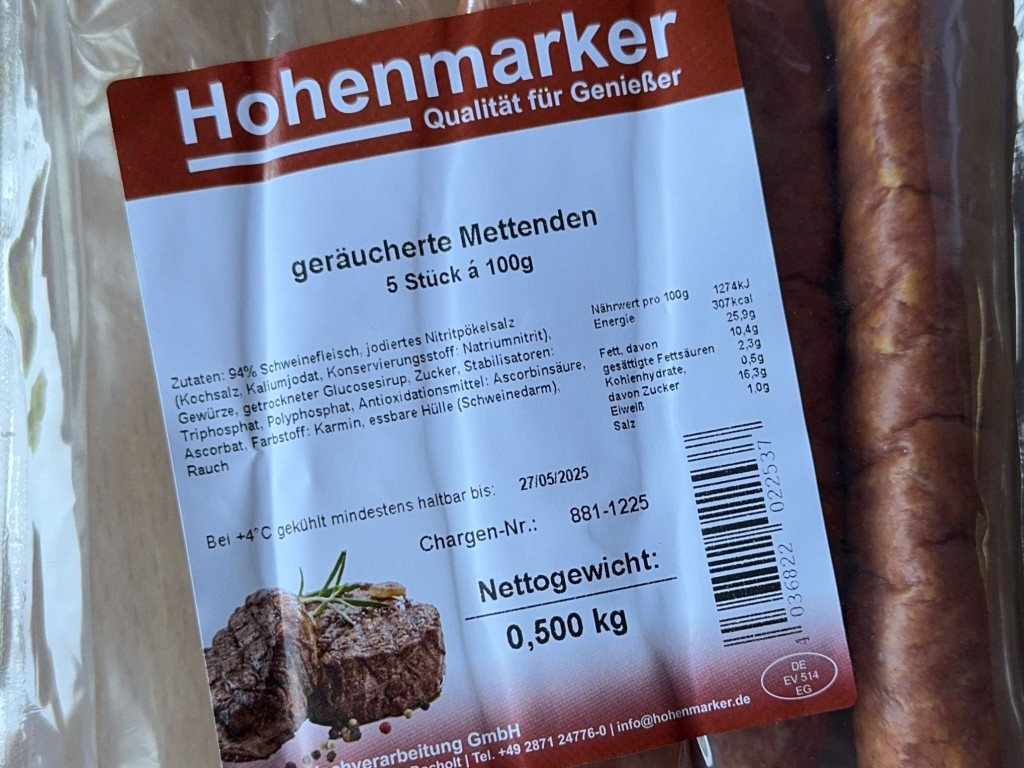 Hohenmarker
Qualität für Genießer
geräucherte Mettenden
5 Stück á 100g
Zutaten: 94% Schweinefleisch, jodiertes Nitritpökelsalz
(Kochsalz, Kaliumjodat, Konservierungsstoff: Natriumnitrit),
Gewürze, getrockneter Glucosesirup, Zucker, Stabilisatoren:
Triphosphat, Polyphosphat, Antioxidationsmittel: Ascorbinsäure,
Ascorbat, Farbstoff: Karmin, essbare Hülle (Schweinedarm),
Rauch
Nährwert pro 100g 1274kJ
Energie 307kcal
25,9g
Fett, davon 10,4g
gesättigte Fettsäuren 2,3g
Kohlenhydrate, 0,5g
davon Zucker 16,3g
Eiweiß 1,0g
Salz
Bei +4°C gekühlt mindestens haltbar bis: 27/05/2025
Chargen-Nr.: 881-1225
Nettogewicht:
0,500 kg
4 036822 022537
DE
EV 514
EG
verarbeitung GmbH
| Tel. +49 2871 24776-0 | info@hohenmarker.de